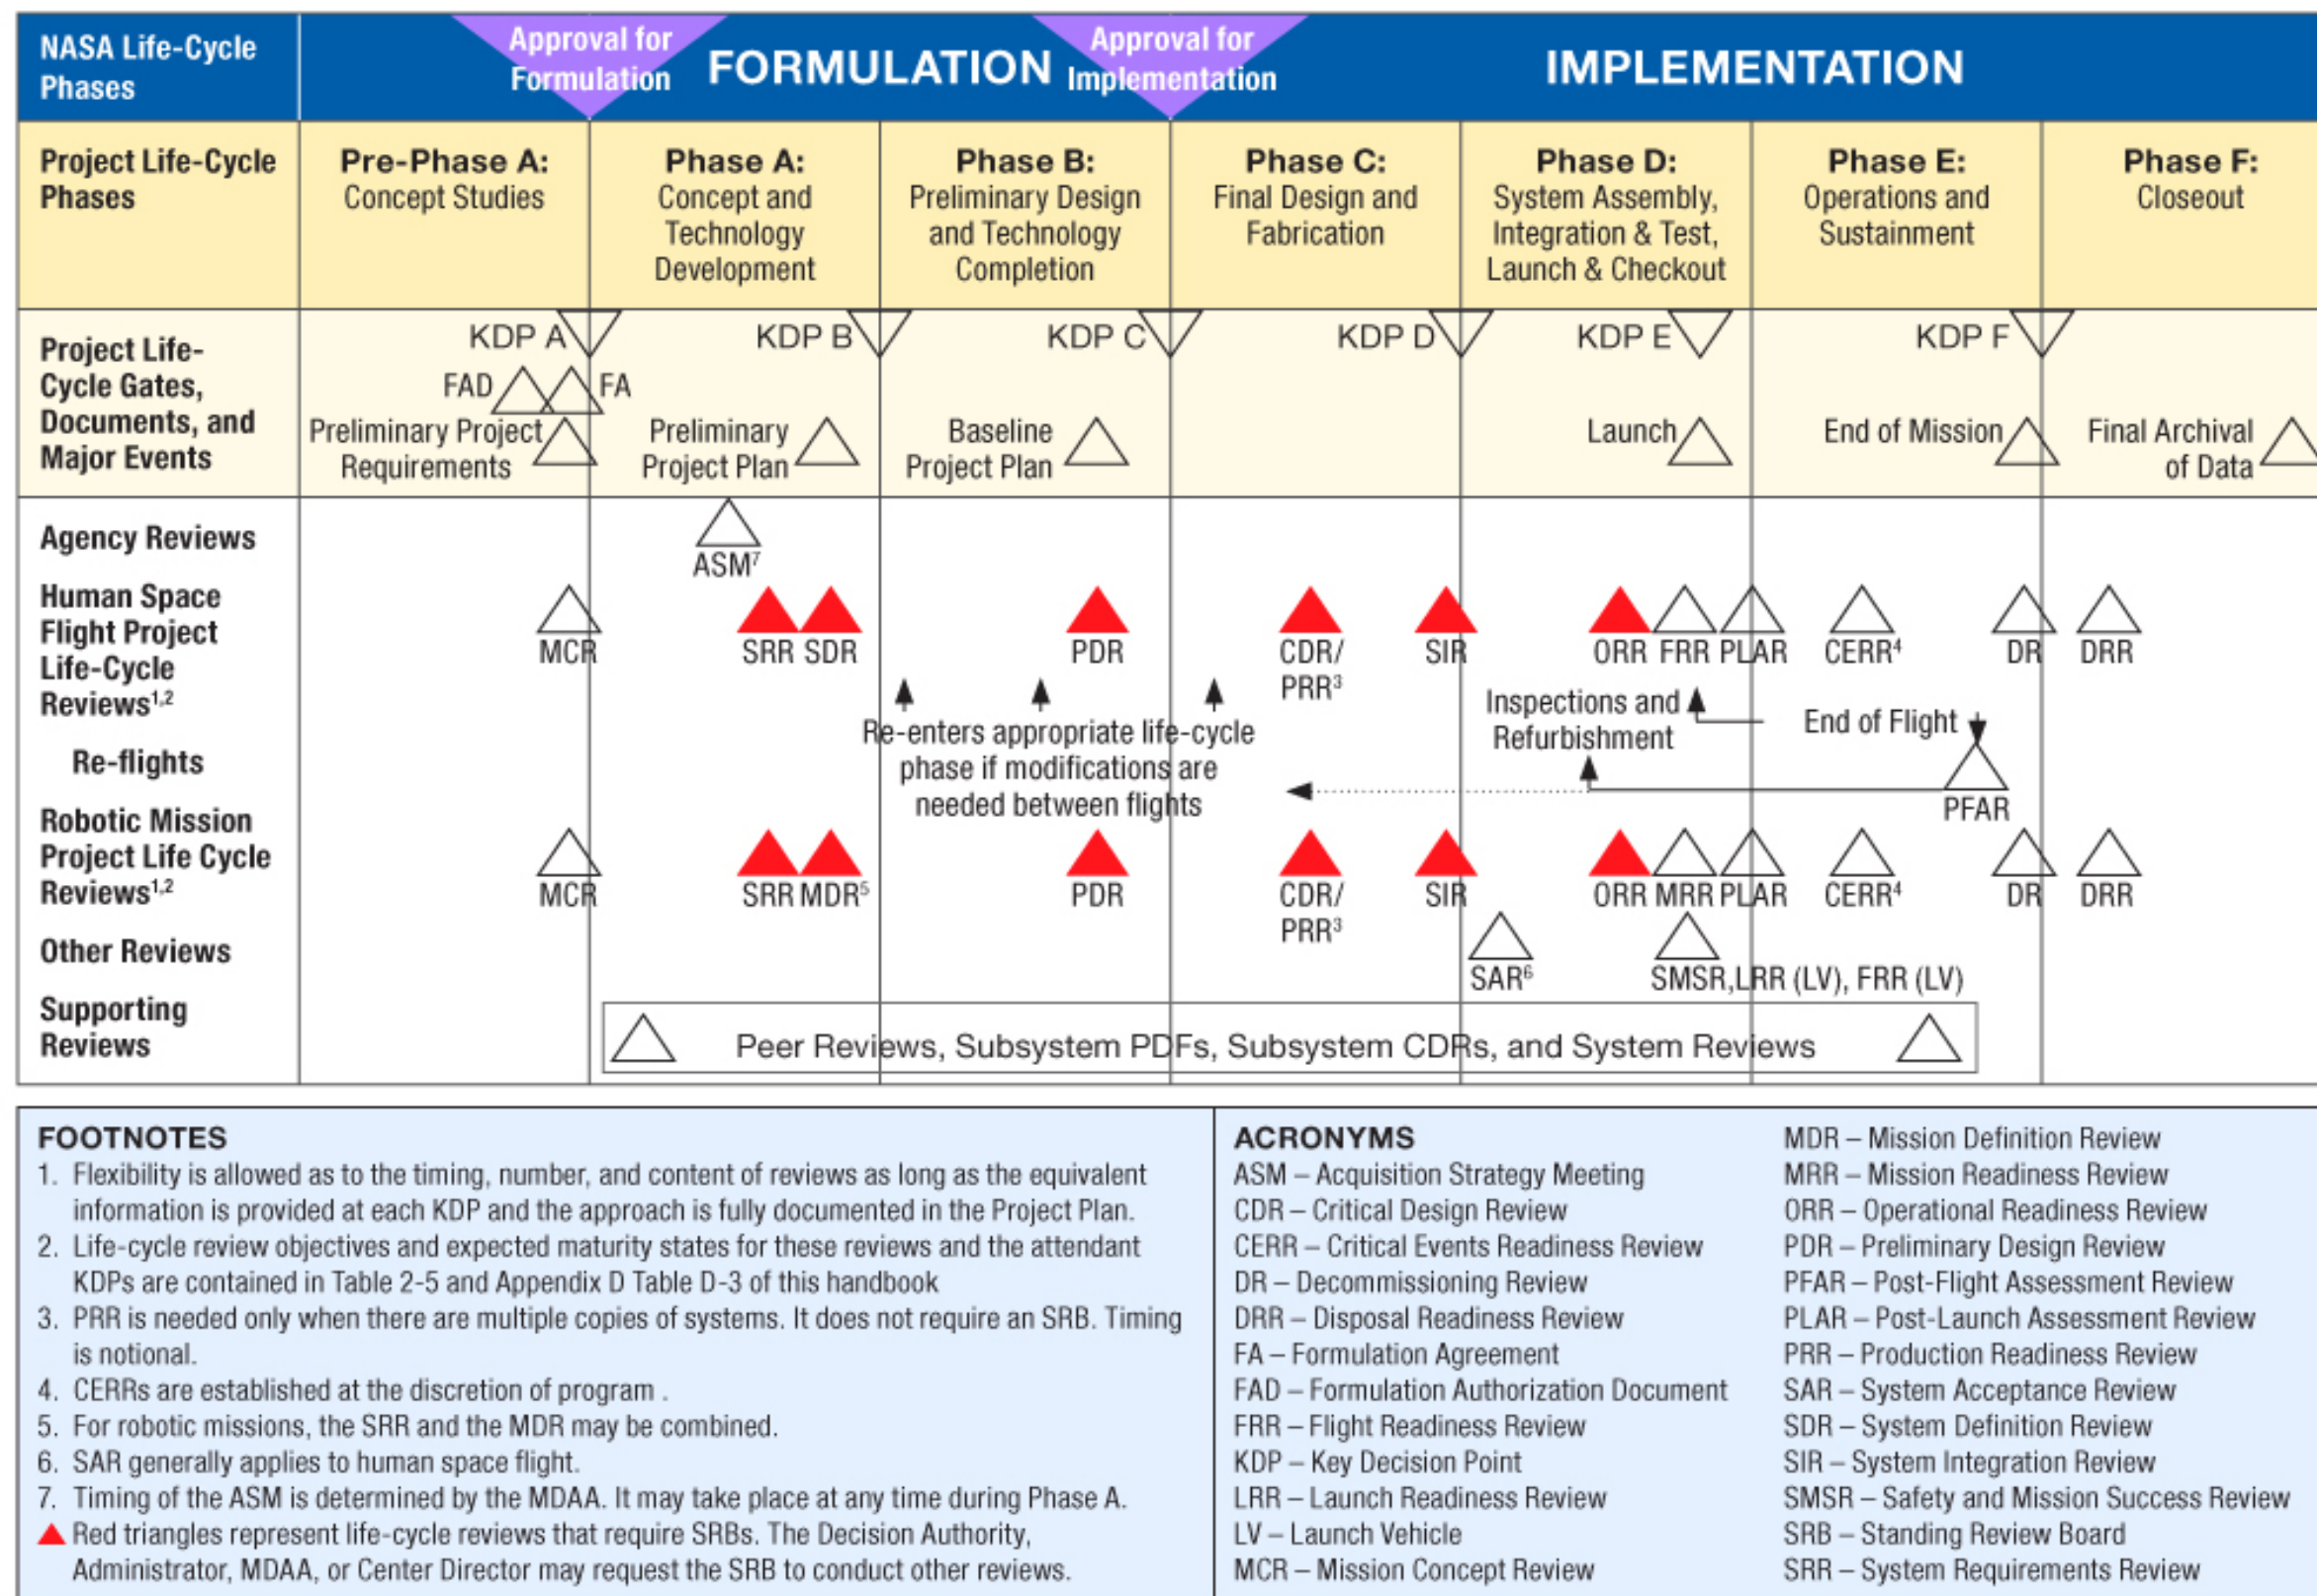 NASA Life-Cycle
Phases
Approval for
Formulation
FORMULATION
Approval for
Implementation
IMPLEMENTATION
Project Life-Cycle
Phases
Pre-Phase A:
Concept Studies
Phase A:
Concept and
Technology
Development
Phase B:
Preliminary Design
and Technology
Completion
Phase C:
Final Design and
Fabrication
Phase D:
System Assembly,
Integration & Test,
Launch & Checkout
Phase E:
Operations and
Sustainment
Phase F:
Closeout
Project Life-
Cycle Gates,
Documents, and
Major Events
KDP A
KDP B
KDP C
KDP D
KDP E
KDP F
FAD
FA
Preliminary Project
Requirements
Preliminary
Project Plan
Baseline
Project Plan
Launch
End of Mission
Final Archival
of Data
Agency Reviews
ASM7
Human Space
Flight Project
Life-Cycle
Reviews1,2
MCR
SRR
SDR
PDR
CDR/
PRR3
SIR
ORR
FRR
PLAR
CERR4
DR
DRR
Re-flights
Re-enters appropriate life-cycle
phase if modifications are
needed between flights
Inspections and
Refurbishment
End of Flight
PFAR
Robotic Mission
Project Life Cycle
Reviews1,2
MCR
SRR
MDR5
PDR
CDR/
PRR3
SIR
ORR
MRR
PLAR
CERR4
DR
DRR
Other Reviews
SAR6
SMSR,LRR (LV), FRR (LV)
Supporting
Reviews
Peer Reviews, Subsystem PDFs, Subsystem CDRs, and System Reviews
FOOTNOTES
1. Flexibility is allowed as to the timing, number, and content of reviews as long as the equivalent
information is provided at each KDP and the approach is fully documented in the Project Plan.
2. Life-cycle review objectives and expected maturity states for these reviews and the attendant
KDPs are contained in Table 2-5 and Appendix D Table D-3 of this handbook
3. PRR is needed only when there are multiple copies of systems. It does not require an SRB. Timing
is notional.
4. CERRs are established at the discretion of program .
5. For robotic missions, the SRR and the MDR may be combined.
6. SAR generally applies to human space flight.
7. Timing of the ASM is determined by the MDAA. It may take place at any time during Phase A.
Red triangles represent life-cycle reviews that require SRBs. The Decision Authority,
Administrator, MDAA, or Center Director may request the SRB to conduct other reviews.
ACRONYMS
ASM – Acquisition Strategy Meeting
CDR – Critical Design Review
CERR – Critical Events Readiness Review
DR – Decommissioning Review
DRR – Disposal Readiness Review
FA – Formulation Agreement
FAD – Formulation Authorization Document
FRR – Flight Readiness Review
KDP – Key Decision Point
LRR – Launch Readiness Review
LV – Launch Vehicle
MCR – Mission Concept Review
MDR – Mission Definition Review
MRR – Mission Readiness Review
ORR – Operational Readiness Review
PDR – Preliminary Design Review
PFAR – Post-Flight Assessment Review
PLAR – Post-Launch Assessment Review
PRR – Production Readiness Review
SAR – System Acceptance Review
SDR – System Definition Review
SIR – System Integration Review
SMSR – Safety and Mission Success Review
SRB – Standing Review Board
SRR – System Requirements Review